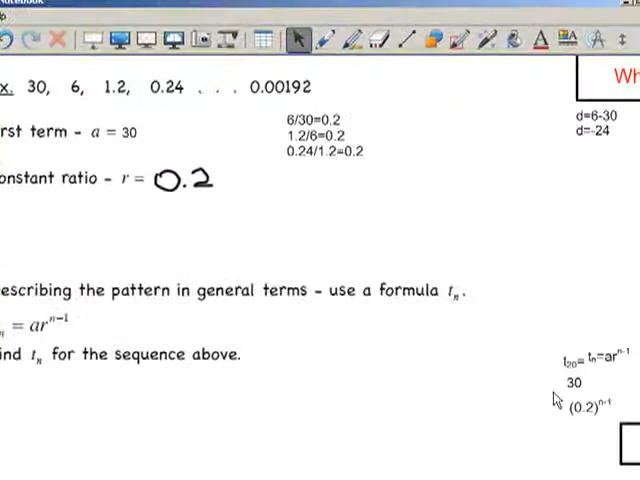 x. 30, 6, 1.2, 0.24 . . . 0.00192
6/30=0.2
1.2/6=0.2
0.24/1.2=0.2
Wh
d=6-30
d=-24
rst term - a = 30
onstant ratio - r = 0.2
escribing the pattern in general terms - use a formula tₙ.
ₙ = arⁿ⁻¹
ind tₙ for the sequence above.
t₂₀= tₙ=arⁿ⁻¹
30
(0.2)ⁿ⁻¹